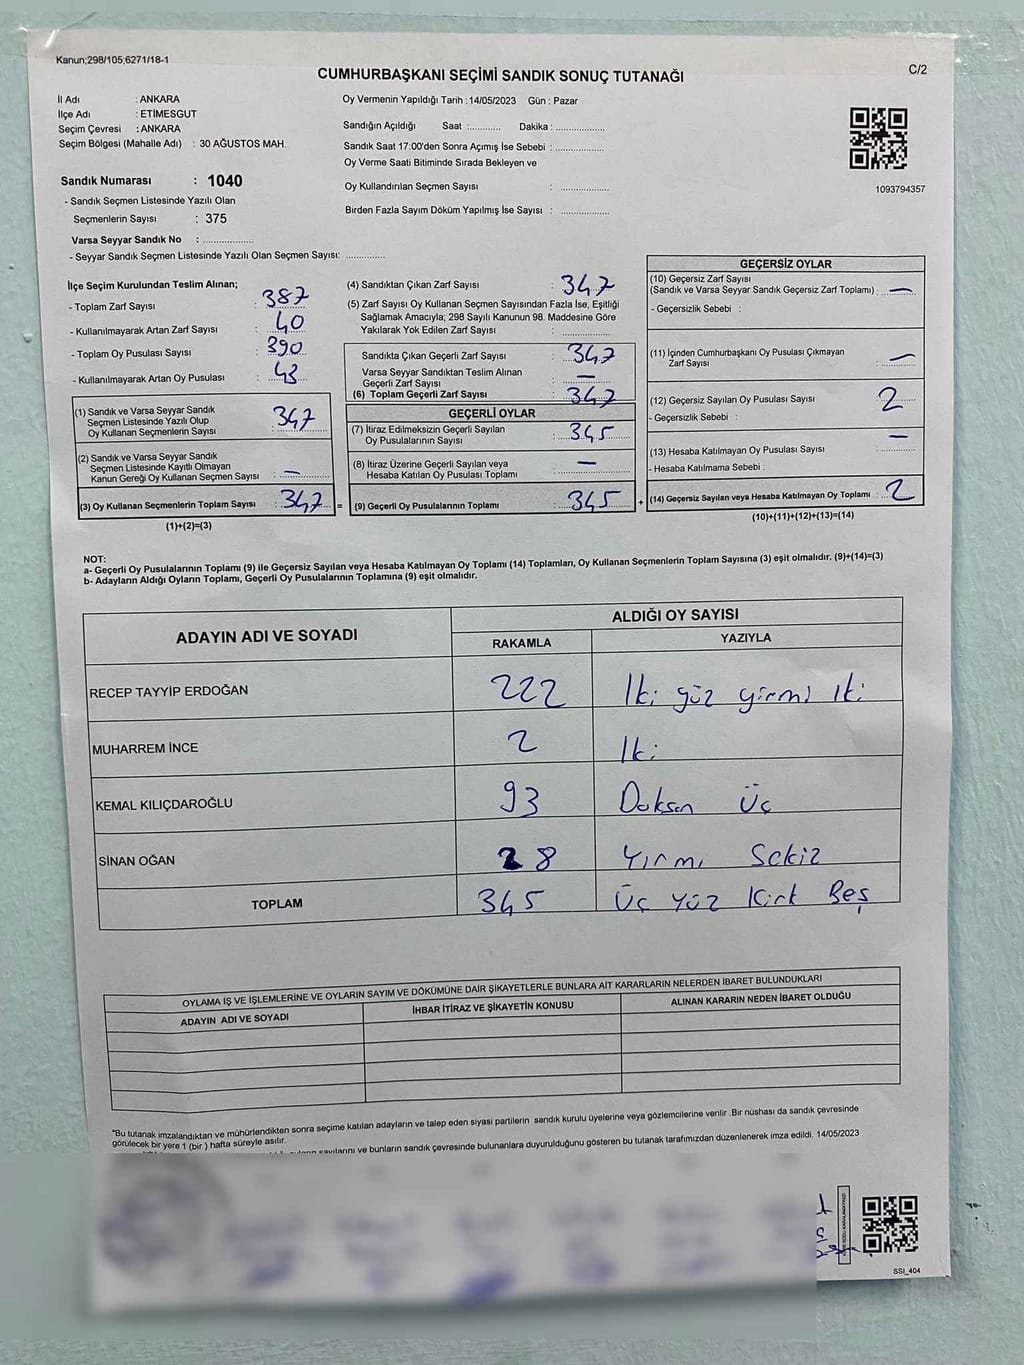 Kanun;298/105,6271/18-1
C/2
CUMHURBAŞKANI SEÇİMİ SANDIK SONUÇ TUTANAĞI
İl Adı : ANKARA
İlçe Adı : ETİMESGUT
Seçim Çevresi : ANKARA
Seçim Bölgesi (Mahalle Adı) : 30 AĞUSTOS MAH.
Sandık Numarası : 1040
- Sandık Seçmen Listesinde Yazılı Olan
Seçmenlerin Sayısı : 375
Varsa Seyyar Sandık No : ..................
- Seyyar Sandık Seçmen Listesinde Yazılı Olan Seçmen Sayısı: ..............
Oy Vermenin Yapıldığı Tarih : 14/05/2023 Gün : Pazar
Sandığın Açıldığı Saat :............ Dakika : ..................
Sandık Saat 17:00'den Sonra Açımış İse Sebebi : ..................
Oy Verme Saati Bitiminde Sırada Bekleyen ve
Oy Kullandırılan Seçmen Sayısı : ..................
Birden Fazla Sayım Döküm Yapılmış İse Sayısı : ..................
1093794357
İlçe Seçim Kurulundan Teslim Alınan;
- Toplam Zarf Sayısı : 387
- Kullanılmayarak Artan Zarf Sayısı : 40
- Toplam Oy Pusulası Sayısı : 390
- Kullanılmayarak Artan Oy Pusulası : 43
(1) Sandık ve Varsa Seyyar Sandık
Seçmen Listesinde Yazılı Olup
Oy Kullanan Seçmenlerin Sayısı : 347
(2) Sandık ve Varsa Seyyar Sandık
Seçmen Listesinde Kayıtlı Olmayan
Kanun Gereği Oy Kullanan Seçmen Sayısı : —
(3) Oy Kullanan Seçmenlerin Toplam Sayısı : 347 =
(1)+(2)=(3)
(4) Sandıktan Çıkan Zarf Sayısı : 347
(5) Zarf Sayısı Oy Kullanan Seçmen Sayısından Fazla İse, Eşitliği
Sağlamak Amacıyla; 298 Sayılı Kanunun 98. Maddesine Göre
Yakılarak Yok Edilen Zarf Sayısı : ..................
Sandıkta Çıkan Geçerli Zarf Sayısı : 347
Varsa Seyyar Sandıktan Teslim Alınan
Geçerli Zarf Sayısı : —
(6) Toplam Geçerli Zarf Sayısı : 347
GEÇERLİ OYLAR
(7) İtiraz Edilmeksizin Geçerli Sayılan
Oy Pusulalarının Sayısı : 345
(8) İtiraz Üzerine Geçerli Sayılan veya
Hesaba Katılan Oy Pusulası Toplamı : —
(9) Geçerli Oy Pusulalarının Toplamı : 345 +
GEÇERSİZ OYLAR
(10) Geçersiz Zarf Sayısı
(Sandık ve Varsa Seyyar Sandık Geçersiz Zarf Toplamı) : —
- Geçersizlik Sebebi :
(11) İçinden Cumhurbaşkanı Oy Pusulası Çıkmayan
Zarf Sayısı : —
(12) Geçersiz Sayılan Oy Pusulası Sayısı : 2
- Geçersizlik Sebebi :
(13) Hesaba Katılmayan Oy Pusulası Sayısı : —
- Hesaba Katılmama Sebebi :
(14) Geçersiz Sayılan veya Hesaba Katılmayan Oy Toplamı : 2
(10)+(11)+(12)+(13)=(14)
NOT:
a- Geçerli Oy Pusulalarının Toplamı (9) ile Geçersiz Sayılan veya Hesaba Katılmayan Oy Toplamı (14) Toplamları, Oy Kullanan Seçmenlerin Toplam Sayısına (3) eşit olmalıdır. (9)+(14)=(3)
b- Adayların Aldığı Oyların Toplamı, Geçerli Oy Pusulalarının Toplamına (9) eşit olmalıdır.
ADAYIN ADI VE SOYADI
ALDIĞI OY SAYISI
RAKAMLA YAZIYLA
RECEP TAYYİP ERDOĞAN 222 İki yüz yirmi iki
MUHARREM İNCE 2 İki
KEMAL KILIÇDAROĞLU 93 Doksan Üç
SİNAN OĞAN 28 Yirmi Sekiz
TOPLAM 345 Üç Yüz Kırk Beş
OYLAMA İŞ VE İŞLEMLERİNE VE OYLARIN SAYIM VE DÖKÜMÜNE DAİR ŞİKAYETLERLE BUNLARA AİT KARARLARIN NELERDEN İBARET BULUNDUKLARI
ADAYIN ADI VE SOYADI İHBAR İTİRAZ VE ŞİKAYETİN KONUSU ALINAN KARARIN NEDEN İBARET OLDUĞU
*Bu tutanak imzalandıktan ve mühürlendikten sonra seçime katılan adayların ve talep eden siyasi partilerin sandık kurulu üyelerine veya gözlemcilerine verilir .Bir nüshası da sandık çevresinde
görülecek bir yere 1 (bir ) hafta süreyle asılır.
ve bunların sandık çevresinde bulunanlara duyurulduğunu gösteren bu tutanak tarafımızdan düzenlenerek imza edildi. 14/05/2023
SSI_404